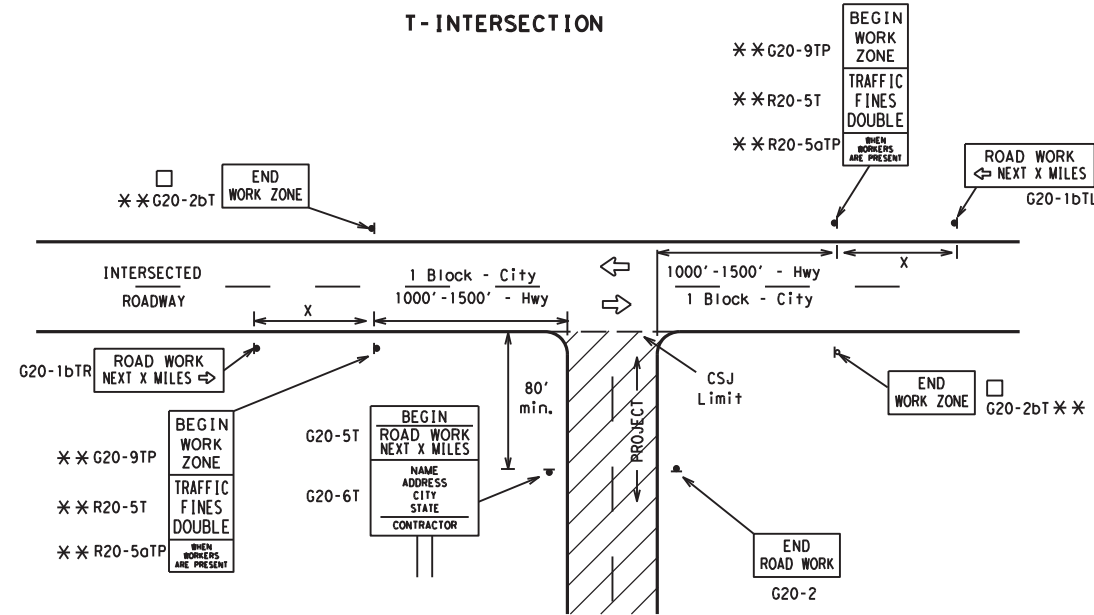 T-INTERSECTION
BEGIN
WORK
ZONE
TRAFFIC
FINES
DOUBLE
WHEN
WORKERS
ARE PRESENT
**G20-9TP
**R20-5T
**R20-5aTP
ROAD WORK
⇦ NEXT X MILES
G20-1bTL
□
**G20-2bT
END
WORK ZONE
INTERSECTED
ROADWAY
1 Block - City
1000'-1500' - Hwy
X
1000'-1500' - Hwy
1 Block - City
X
G20-1bTR
ROAD WORK
NEXT X MILES ⇨
80'
min.
CSJ
Limit
PROJECT
END
WORK ZONE
□
G20-2bT **
**G20-9TP
**R20-5T
**R20-5aTP
BEGIN
WORK
ZONE
TRAFFIC
FINES
DOUBLE
WHEN
WORKERS
ARE PRESENT
G20-5T
G20-6T
BEGIN
ROAD WORK
NEXT X MILES
NAME
ADDRESS
CITY
STATE
CONTRACTOR
END
ROAD WORK
G20-2